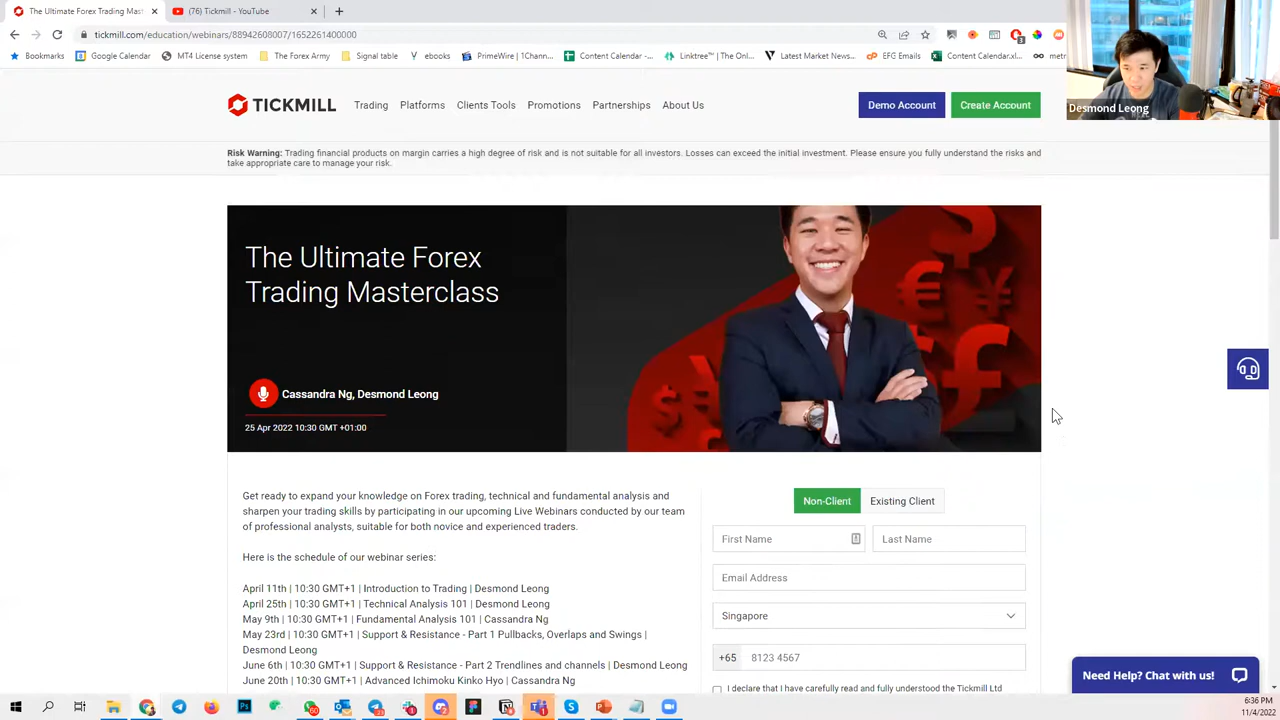 The Ultimate Forex Trading Mast
(76) Tickmill - YouTube
tickmill.com/education/webinars/88942608007/1652261400000
Bookmarks
Google Calendar
MT4 License system
The Forex Army
Signal table
ebooks
PrimeWire | 1Chann...
Content Calendar -...
Linktree™ | The Onl...
Latest Market News...
EFG Emails
Content Calendar.xl...
Desmond Leong
TICKMILL
Trading
Platforms
Clients Tools
Promotions
Partnerships
About Us
Demo Account
Create Account
Risk Warning: Trading financial products on margin carries a high degree of risk and is not suitable for all investors. Losses can exceed the initial investment. Please ensure you fully understand the risks and
take appropriate care to manage your risk.
The Ultimate Forex
Trading Masterclass
Cassandra Ng, Desmond Leong
25 Apr 2022 10:30 GMT +01:00
Get ready to expand your knowledge on Forex trading, technical and fundamental analysis and
sharpen your trading skills by participating in our upcoming Live Webinars conducted by our team
of professional analysts, suitable for both novice and experienced traders.
Here is the schedule of our webinar series:
April 11th | 10:30 GMT+1 | Introduction to Trading | Desmond Leong
April 25th | 10:30 GMT+1 | Technical Analysis 101 | Desmond Leong
May 9th | 10:30 GMT+1 | Fundamental Analysis 101 | Cassandra Ng
May 23rd | 10:30 GMT+1 | Support & Resistance - Part 1 Pullbacks, Overlaps and Swings |
Desmond Leong
June 6th | 10:30 GMT+1 | Support & Resistance - Part 2 Trendlines and channels | Desmond Leong
June 20th | 10:30 GMT+1 | Advanced Ichimoku Kinko Hyo | Cassandra Ng
Non-Client
Existing Client
First Name
Last Name
Email Address
Singapore
+65
8123 4567
I declare that I have carefully read and fully understood the Tickmill Ltd
Need Help? Chat with us!
6:36 PM
11/4/2022